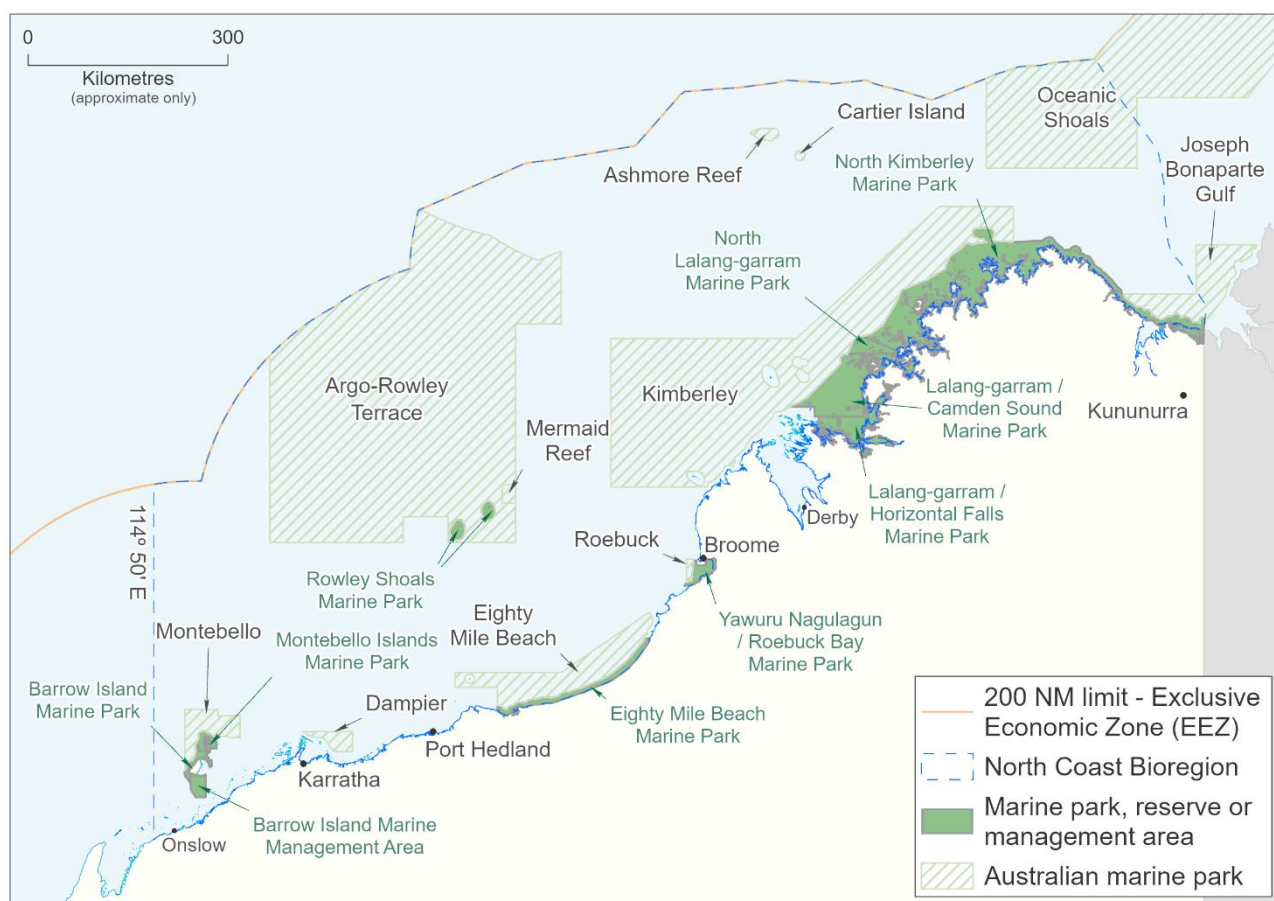 0
300
Kilometres
(approximate only)
Oceanic
Shoals
Cartier Island
Ashmore Reef
North Kimberley
Marine Park
Joseph
Bonaparte
Gulf
North
Lalang-garram
Marine Park
Argo-Rowley
Terrace
Kimberley
Mermaid
Reef
Lalang-garram /
Camden Sound
Marine Park
Kununurra
Lalang-garram /
Horizontal Falls
Marine Park
Derby
114° 50' E
Roebuck
Broome
Rowley Shoals
Marine Park
Yawuru Nagulagun
/ Roebuck Bay
Marine Park
Eighty
Mile Beach
Montebello
Montebello Islands
Marine Park
Barrow Island
Marine Park
Dampier
Port Hedland
Eighty Mile Beach
Marine Park
Karratha
Onslow
Barrow Island Marine
Management Area
200 NM limit - Exclusive
Economic Zone (EEZ)
North Coast Bioregion
Marine park, reserve or
management area
Australian marine park